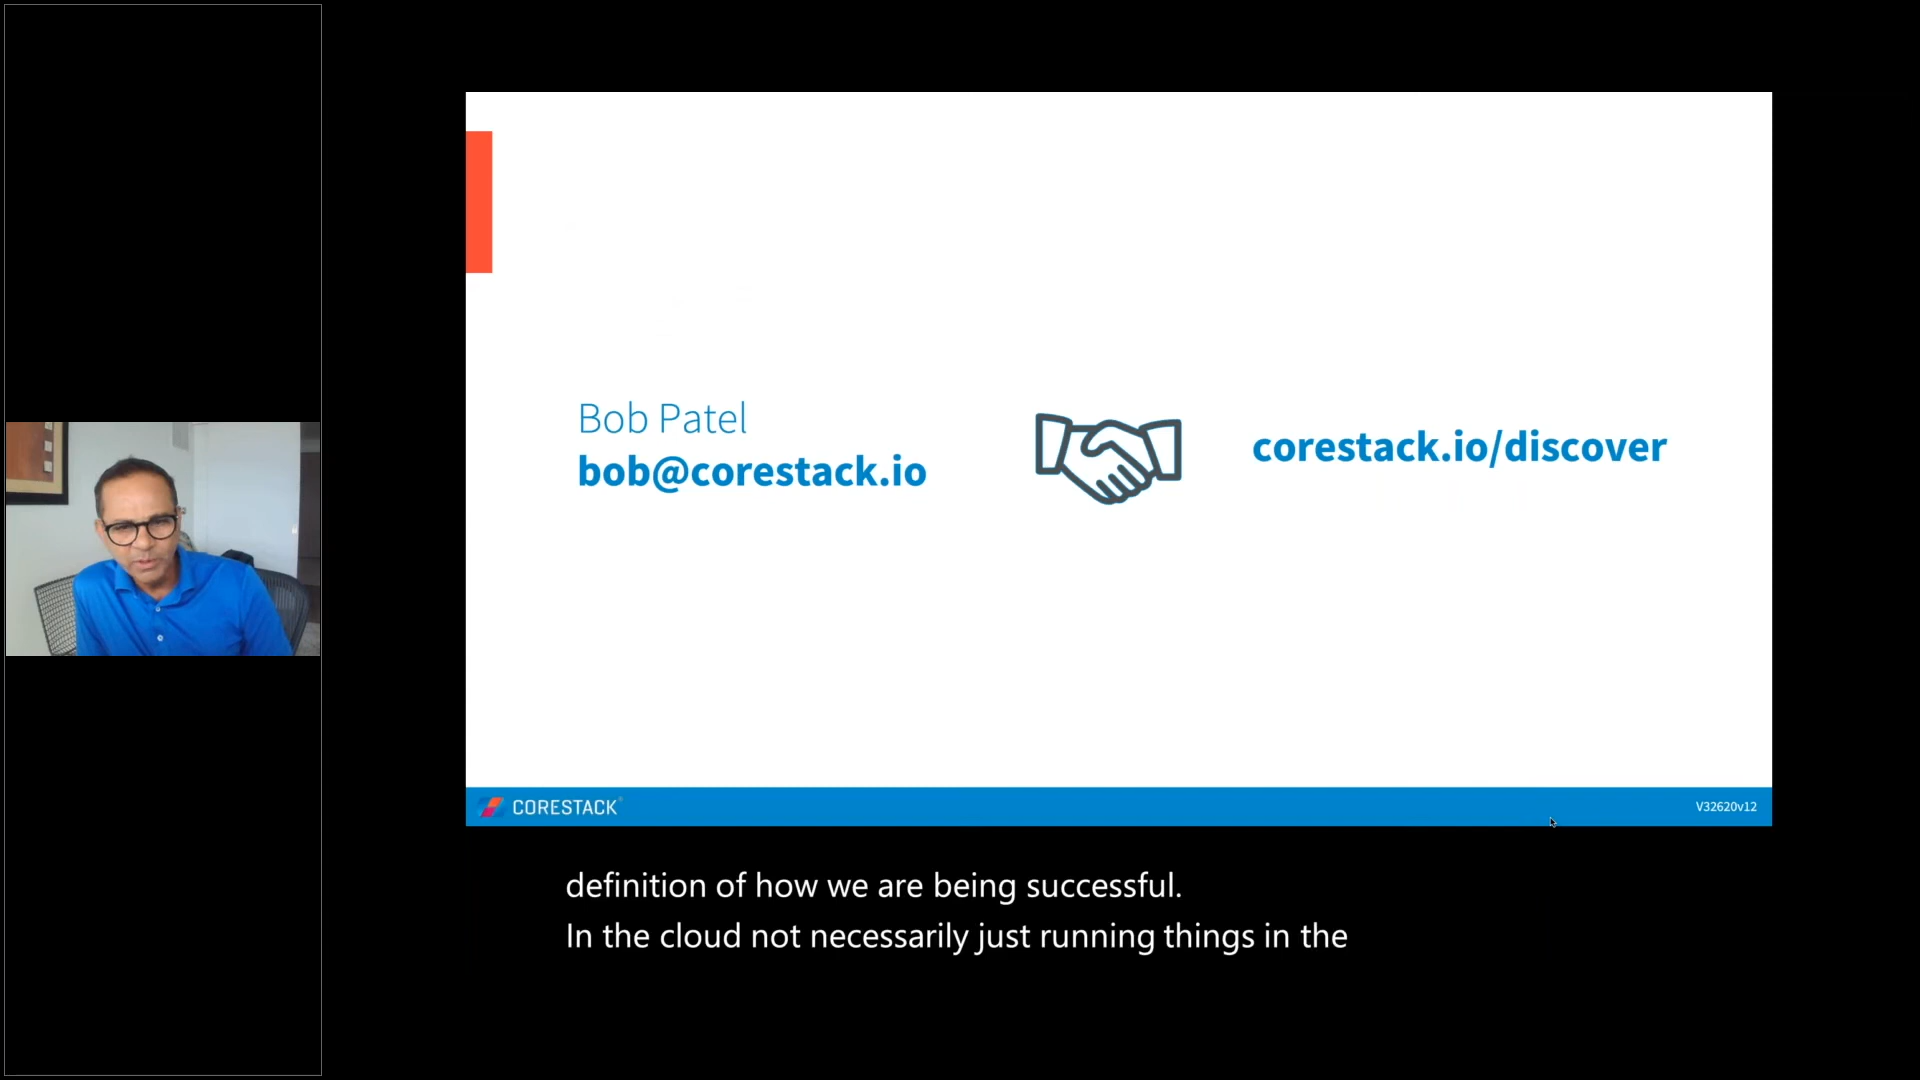 Bob Patel
bob@corestack.io
corestack.io/discover
CORESTACK
V32620v12
definition of how we are being successful.
In the cloud not necessarily just running things in the